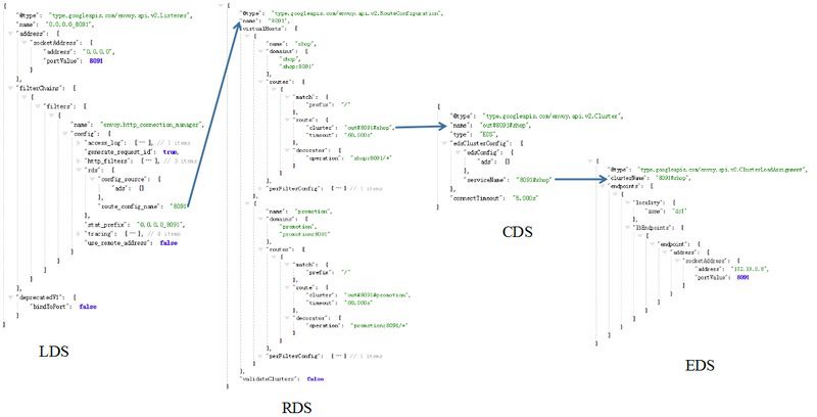 {
"@type": "type.googleapis.com/envoy.api.v2.Listener",
"name": "0.0.0.0_8091",
"address": {
"socketAddress": {
"address": "0.0.0.0",
"portValue": 8091
}
},
"filterChains": [
{
"filters": [
{
"name": "envoy.http_connection_manager",
"config": {
"access_log": [ ], // 1 items
"generate_request_id": true,
"http_filters": [ ], // 3 items
"rds": {
"config_source": {
"ads": {}
},
"route_config_name": "8091
},
"stat_prefix": "0.0.0.0_8091",
"tracing": { }, // 4 items
"use_remote_address": false
}
}
]
}
],
"deprecatedV1": {
"bindToPort": false
}
}
LDS
{
"@type": "type.googleapis.com/envoy.api.v2.RouteConfiguration",
"name": "8091",
"virtualHosts": [
{
"name": "shop",
"domains": [
"shop",
"shop:8091"
],
"routes": [
{
"match": {
"prefix": "/"
},
"route": {
"cluster": "out#8091#shop",
"timeout": "60.000s"
},
"decorator": {
"operation": "shop:8091/*"
}
}
],
"perFilterConfig": { } // 1 items
},
{
"name": "promotion",
"domains": [
"promotion",
"promotion:8091"
],
"routes": [
{
"match": {
"prefix": "/"
},
"route": {
"cluster": "out#8091#promotion",
"timeout": "60.000s"
},
"decorator": {
"operation": "promotion:8091/*"
}
}
],
"perFilterConfig": { } // 1 items
}
],
"validateClusters": false
}
RDS
{
"@type": "type.googleapis.com/envoy.api.v2.Cluster",
"name": "out#8091#shop",
"type": "EDS",
"edsClusterConfig": {
"edsConfig": {
"ads": {}
},
"serviceName": "8091#shop"
},
"connectTimeout": "5.000s"
}
CDS
{
"@type": "type.googleapis.com/envoy.api.v2.ClusterLoadAssignment",
"clusterName": "8091#shop",
"endpoints": [
{
"locality": {
},
"lbEndpoints": [
{
"endpoint": {
"address": {
"socketAddress": {
"address":
"portValue": 8091
}
}
}
}
]
}
]
}
EDS